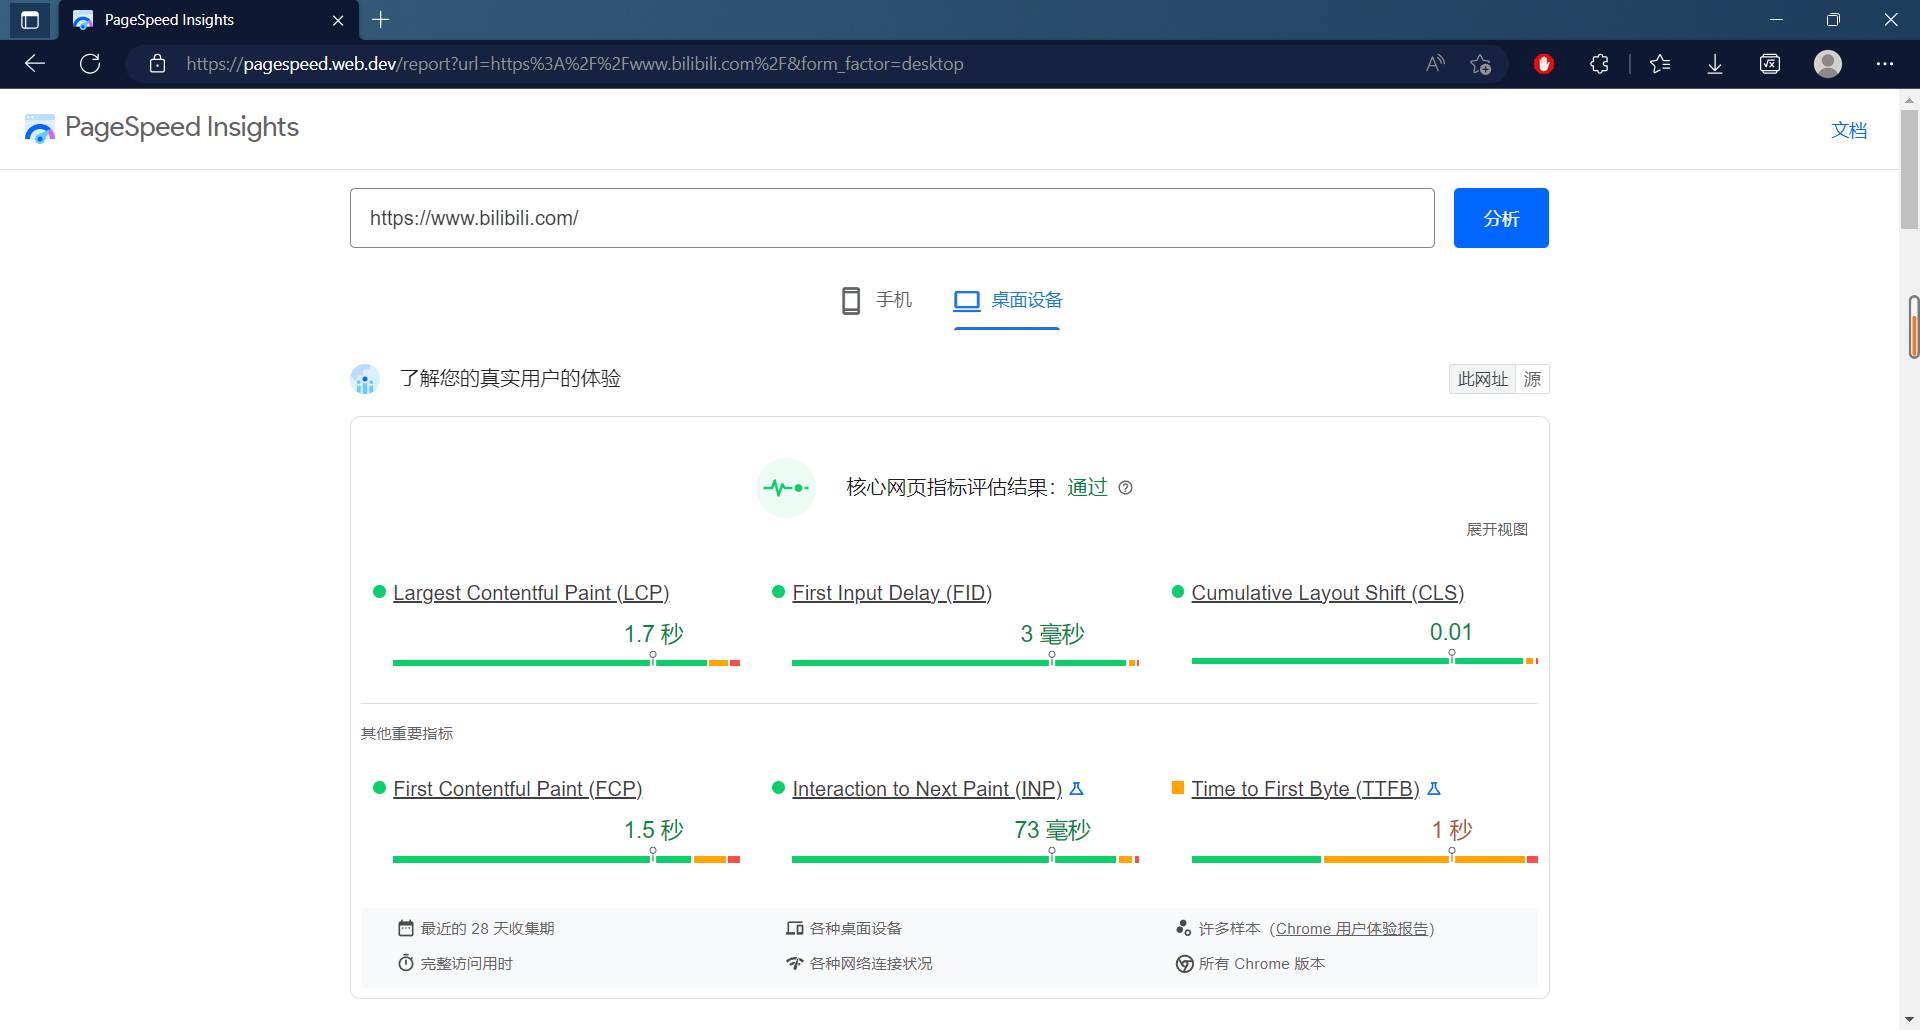 PageSpeed Insights
https://pagespeed.web.dev/report?url=https%3A%2F%2Fwww.bilibili.com%2F&form_factor=desktop
PageSpeed Insights
文档
https://www.bilibili.com/
分析
手机
桌面设备
了解您的真实用户的体验
此网址
源
核心网页指标评估结果：通过
展开视图
Largest Contentful Paint (LCP)
1.7 秒
First Input Delay (FID)
3 毫秒
Cumulative Layout Shift (CLS)
0.01
其他重要指标
First Contentful Paint (FCP)
1.5 秒
Interaction to Next Paint (INP)
73 毫秒
Time to First Byte (TTFB)
1 秒
最近的 28 天收集期
各种桌面设备
许多样本（Chrome 用户体验报告）
完整访问用时
各种网络连接状况
所有 Chrome 版本